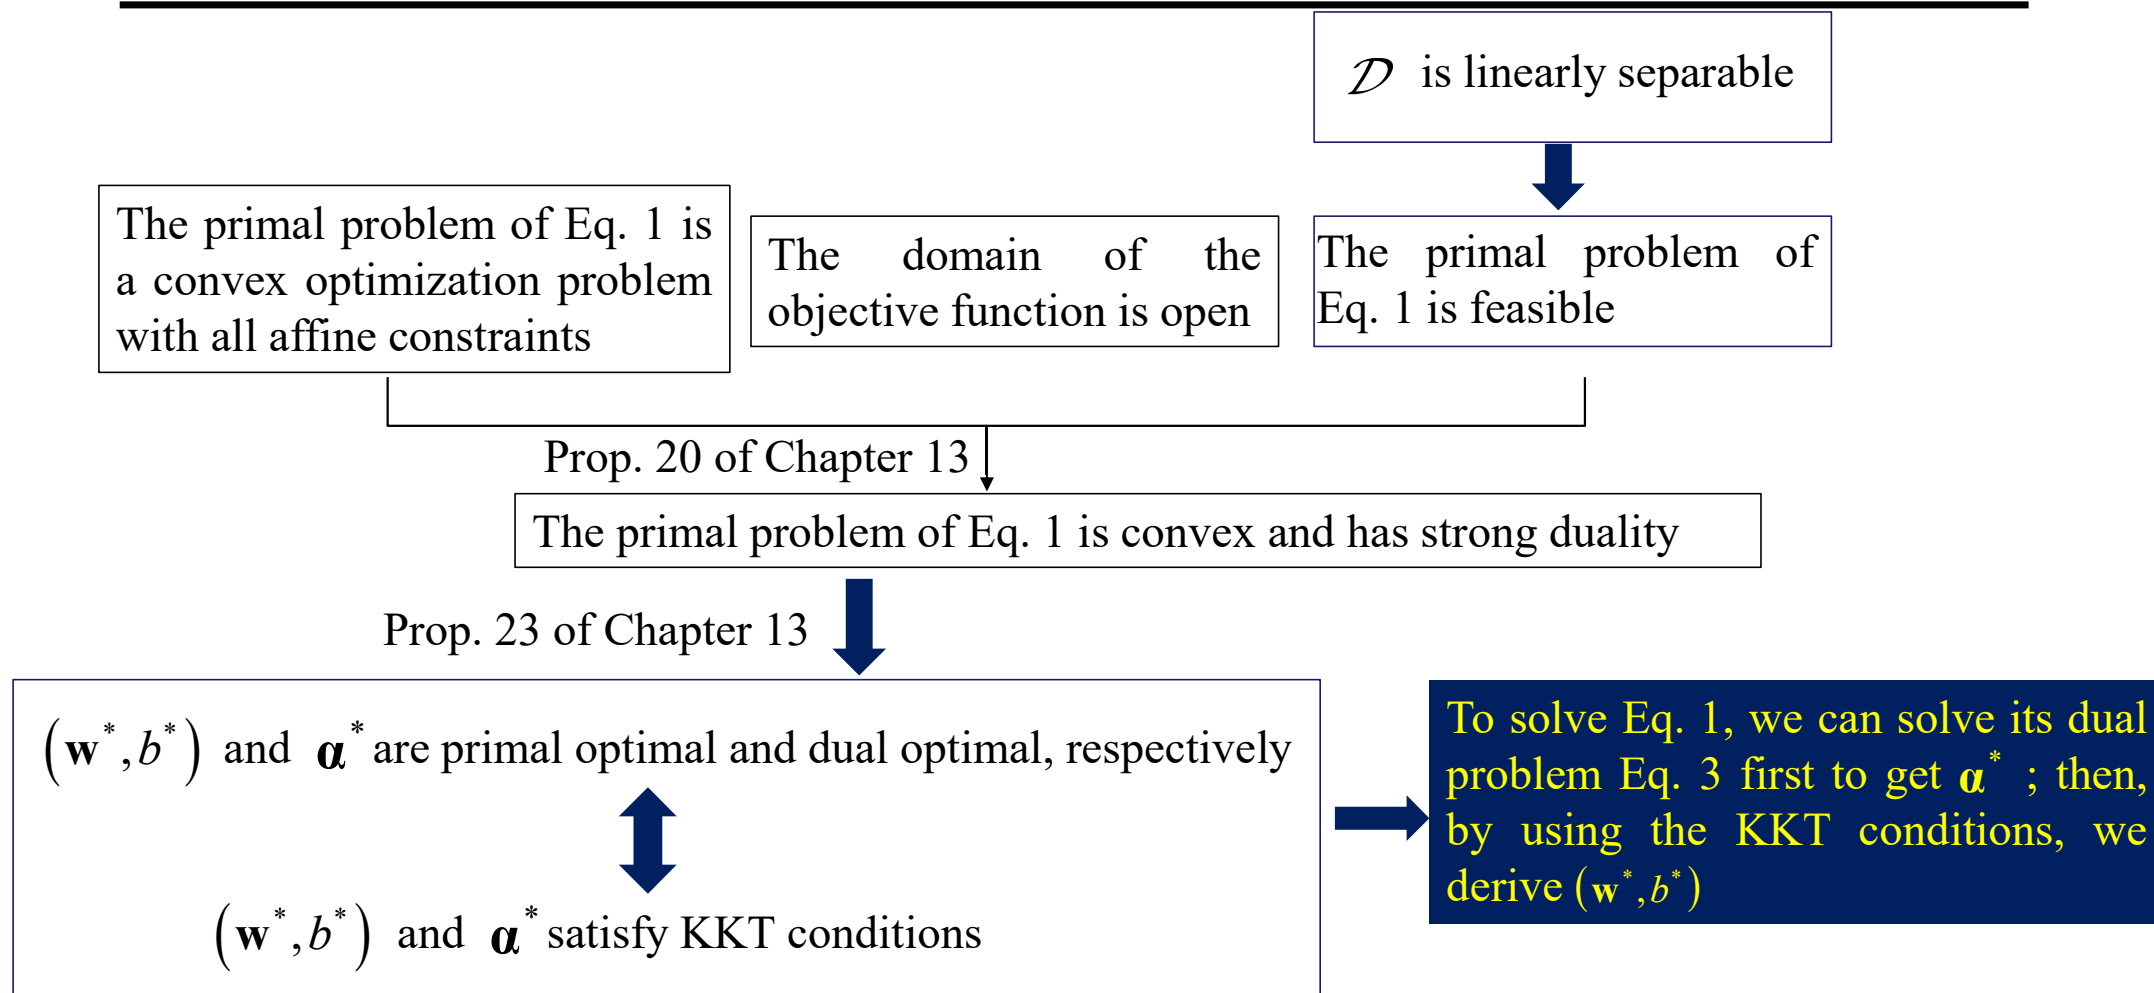 𝒟 is linearly separable
The primal problem of Eq. 1 is
a convex optimization problem
with all affine constraints
The domain of the
objective function is open
The primal problem of
Eq. 1 is feasible
Prop. 20 of Chapter 13
The primal problem of Eq. 1 is convex and has strong duality
Prop. 23 of Chapter 13
(w*, b*) and α* are primal optimal and dual optimal, respectively
(w*, b*) and α* satisfy KKT conditions
To solve Eq. 1, we can solve its dual
problem Eq. 3 first to get α* ; then,
by using the KKT conditions, we
derive (w*, b*)